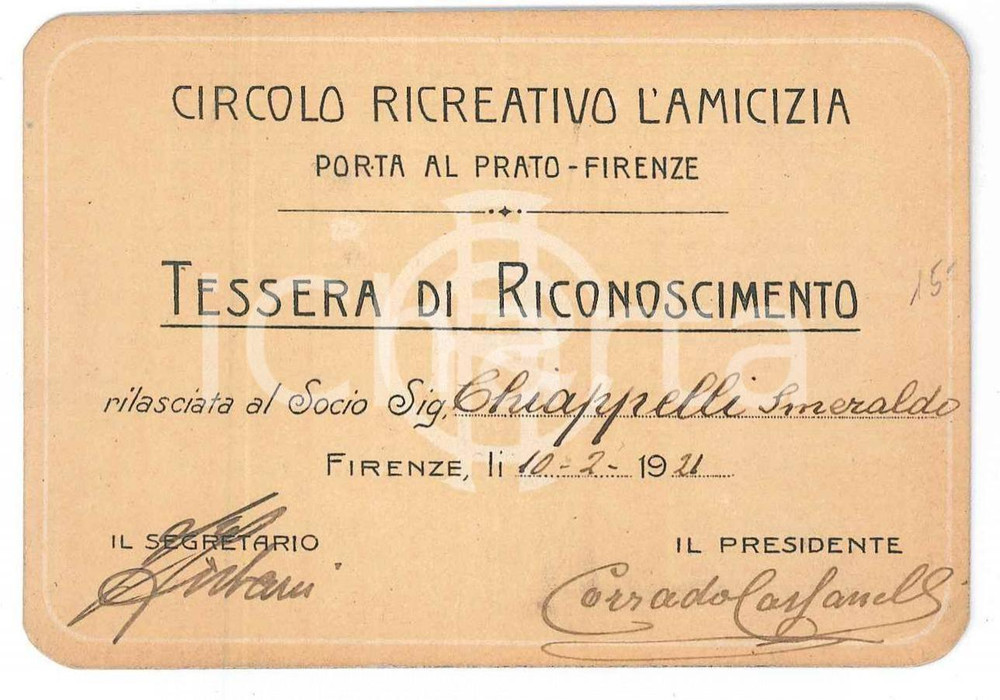 CIRCOLO RICREATIVO L'AMICIZIA
PORTA AL PRATO - FIRENZE
TESSERA DI RICONOSCIMENTO
15
rilasciata al Socio Sig. Chiappelli Smeraldo
FIRENZE, li 10-2-1921
IL SEGRETARIO
IL PRESIDENTE
Corrado